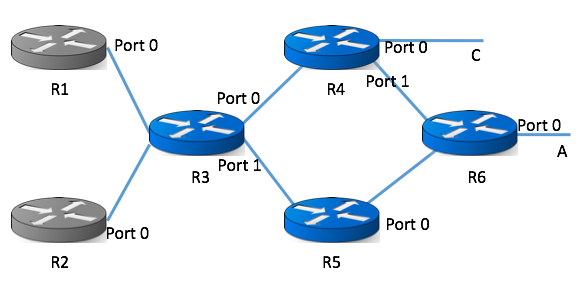 Port 0
R1
Port 0
C
R4
Port 1
Port 0
Port 0
A
R3
Port 1
R6
Port 0
R2
Port 0
R5